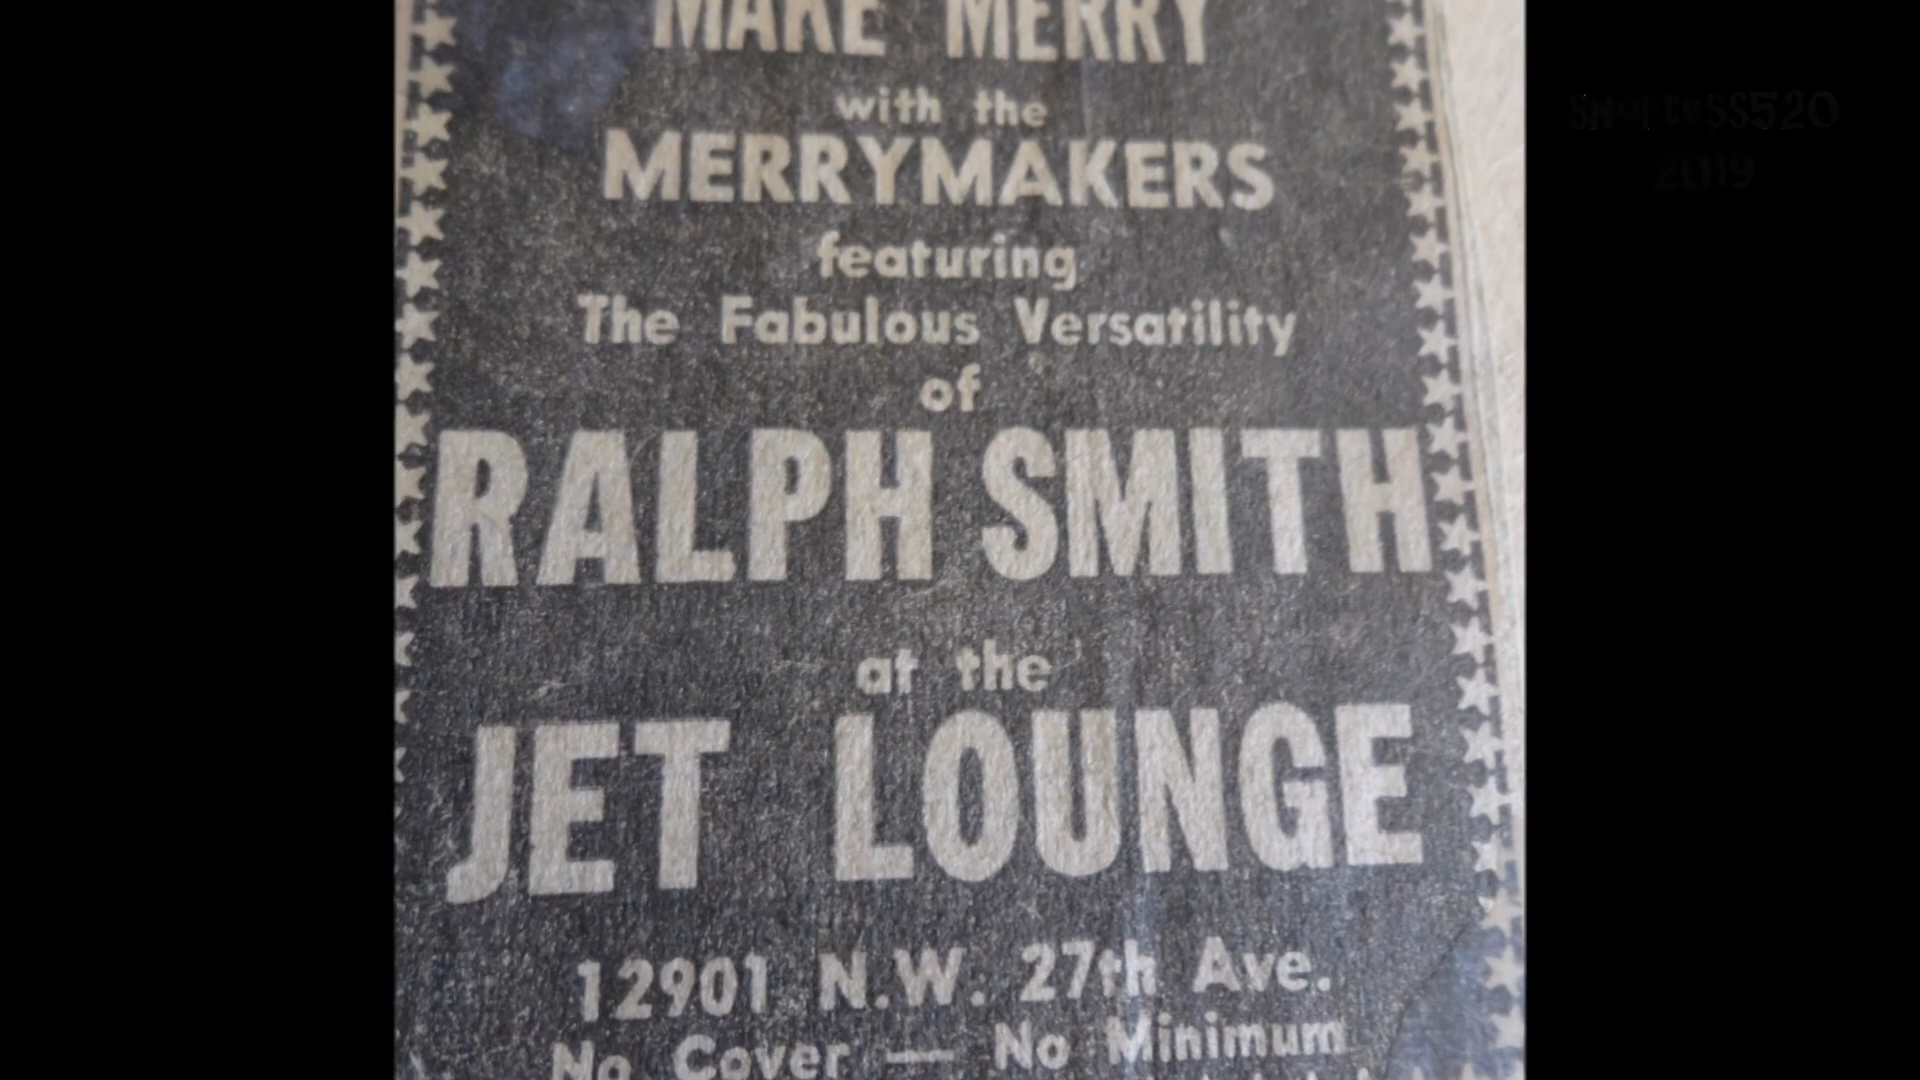 MAKE MERRY
with the
MERRYMAKERS
featuring
The Fabulous Versatility
of
RALPH SMITH
at the
JET LOUNGE
12901 N.W. 27th Ave.
No Cover — No Minimum
2019